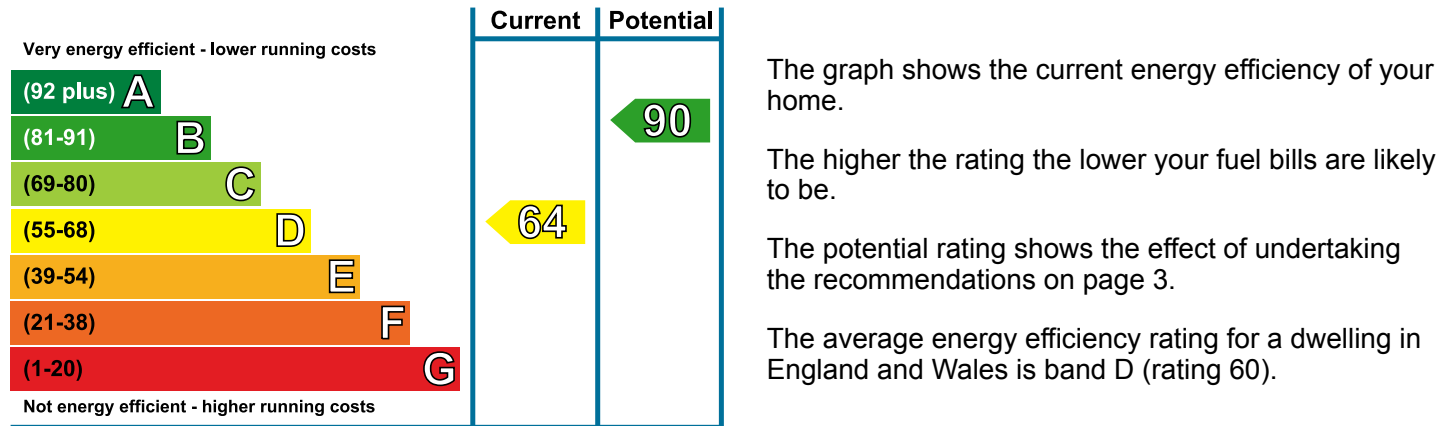 Current Potential
Very energy efficient - lower running costs
(92 plus) A
(81-91) B
(69-80) C
(55-68) D
(39-54) E
(21-38) F
(1-20) G
Not energy efficient - higher running costs
64
90
The graph shows the current energy efficiency of your
home.
The higher the rating the lower your fuel bills are likely
to be.
The potential rating shows the effect of undertaking
the recommendations on page 3.
The average energy efficiency rating for a dwelling in
England and Wales is band D (rating 60).